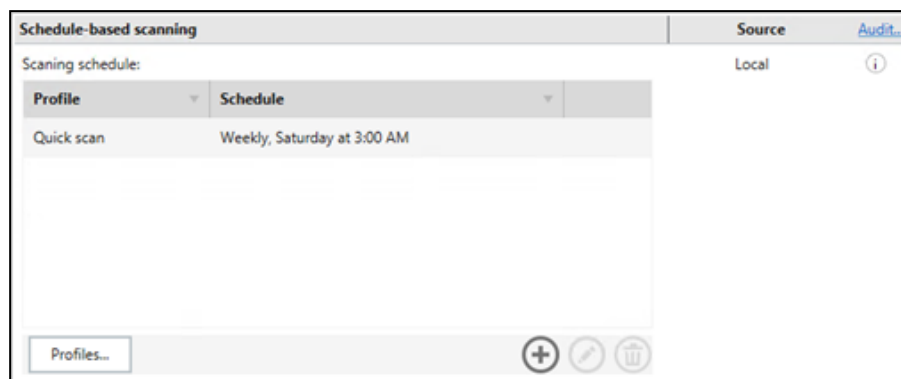 Schedule-based scanning Source Audit...
Scaning schedule: Local
Profile Schedule
Quick scan Weekly, Saturday at 3:00 AM
Profiles...